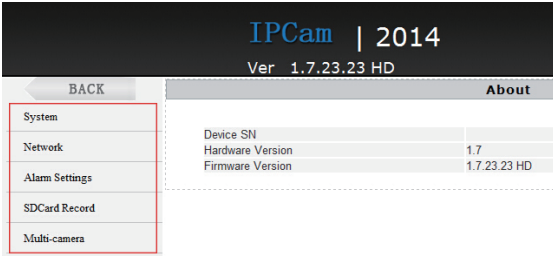 IPCam | 2014
Ver 1.7.23.23 HD
BACK
About
System
Network
Alarm Settings
SDCard Record
Multi-camera
Device SN
Hardware Version 1.7
Firmware Version 1.7.23.23 HD